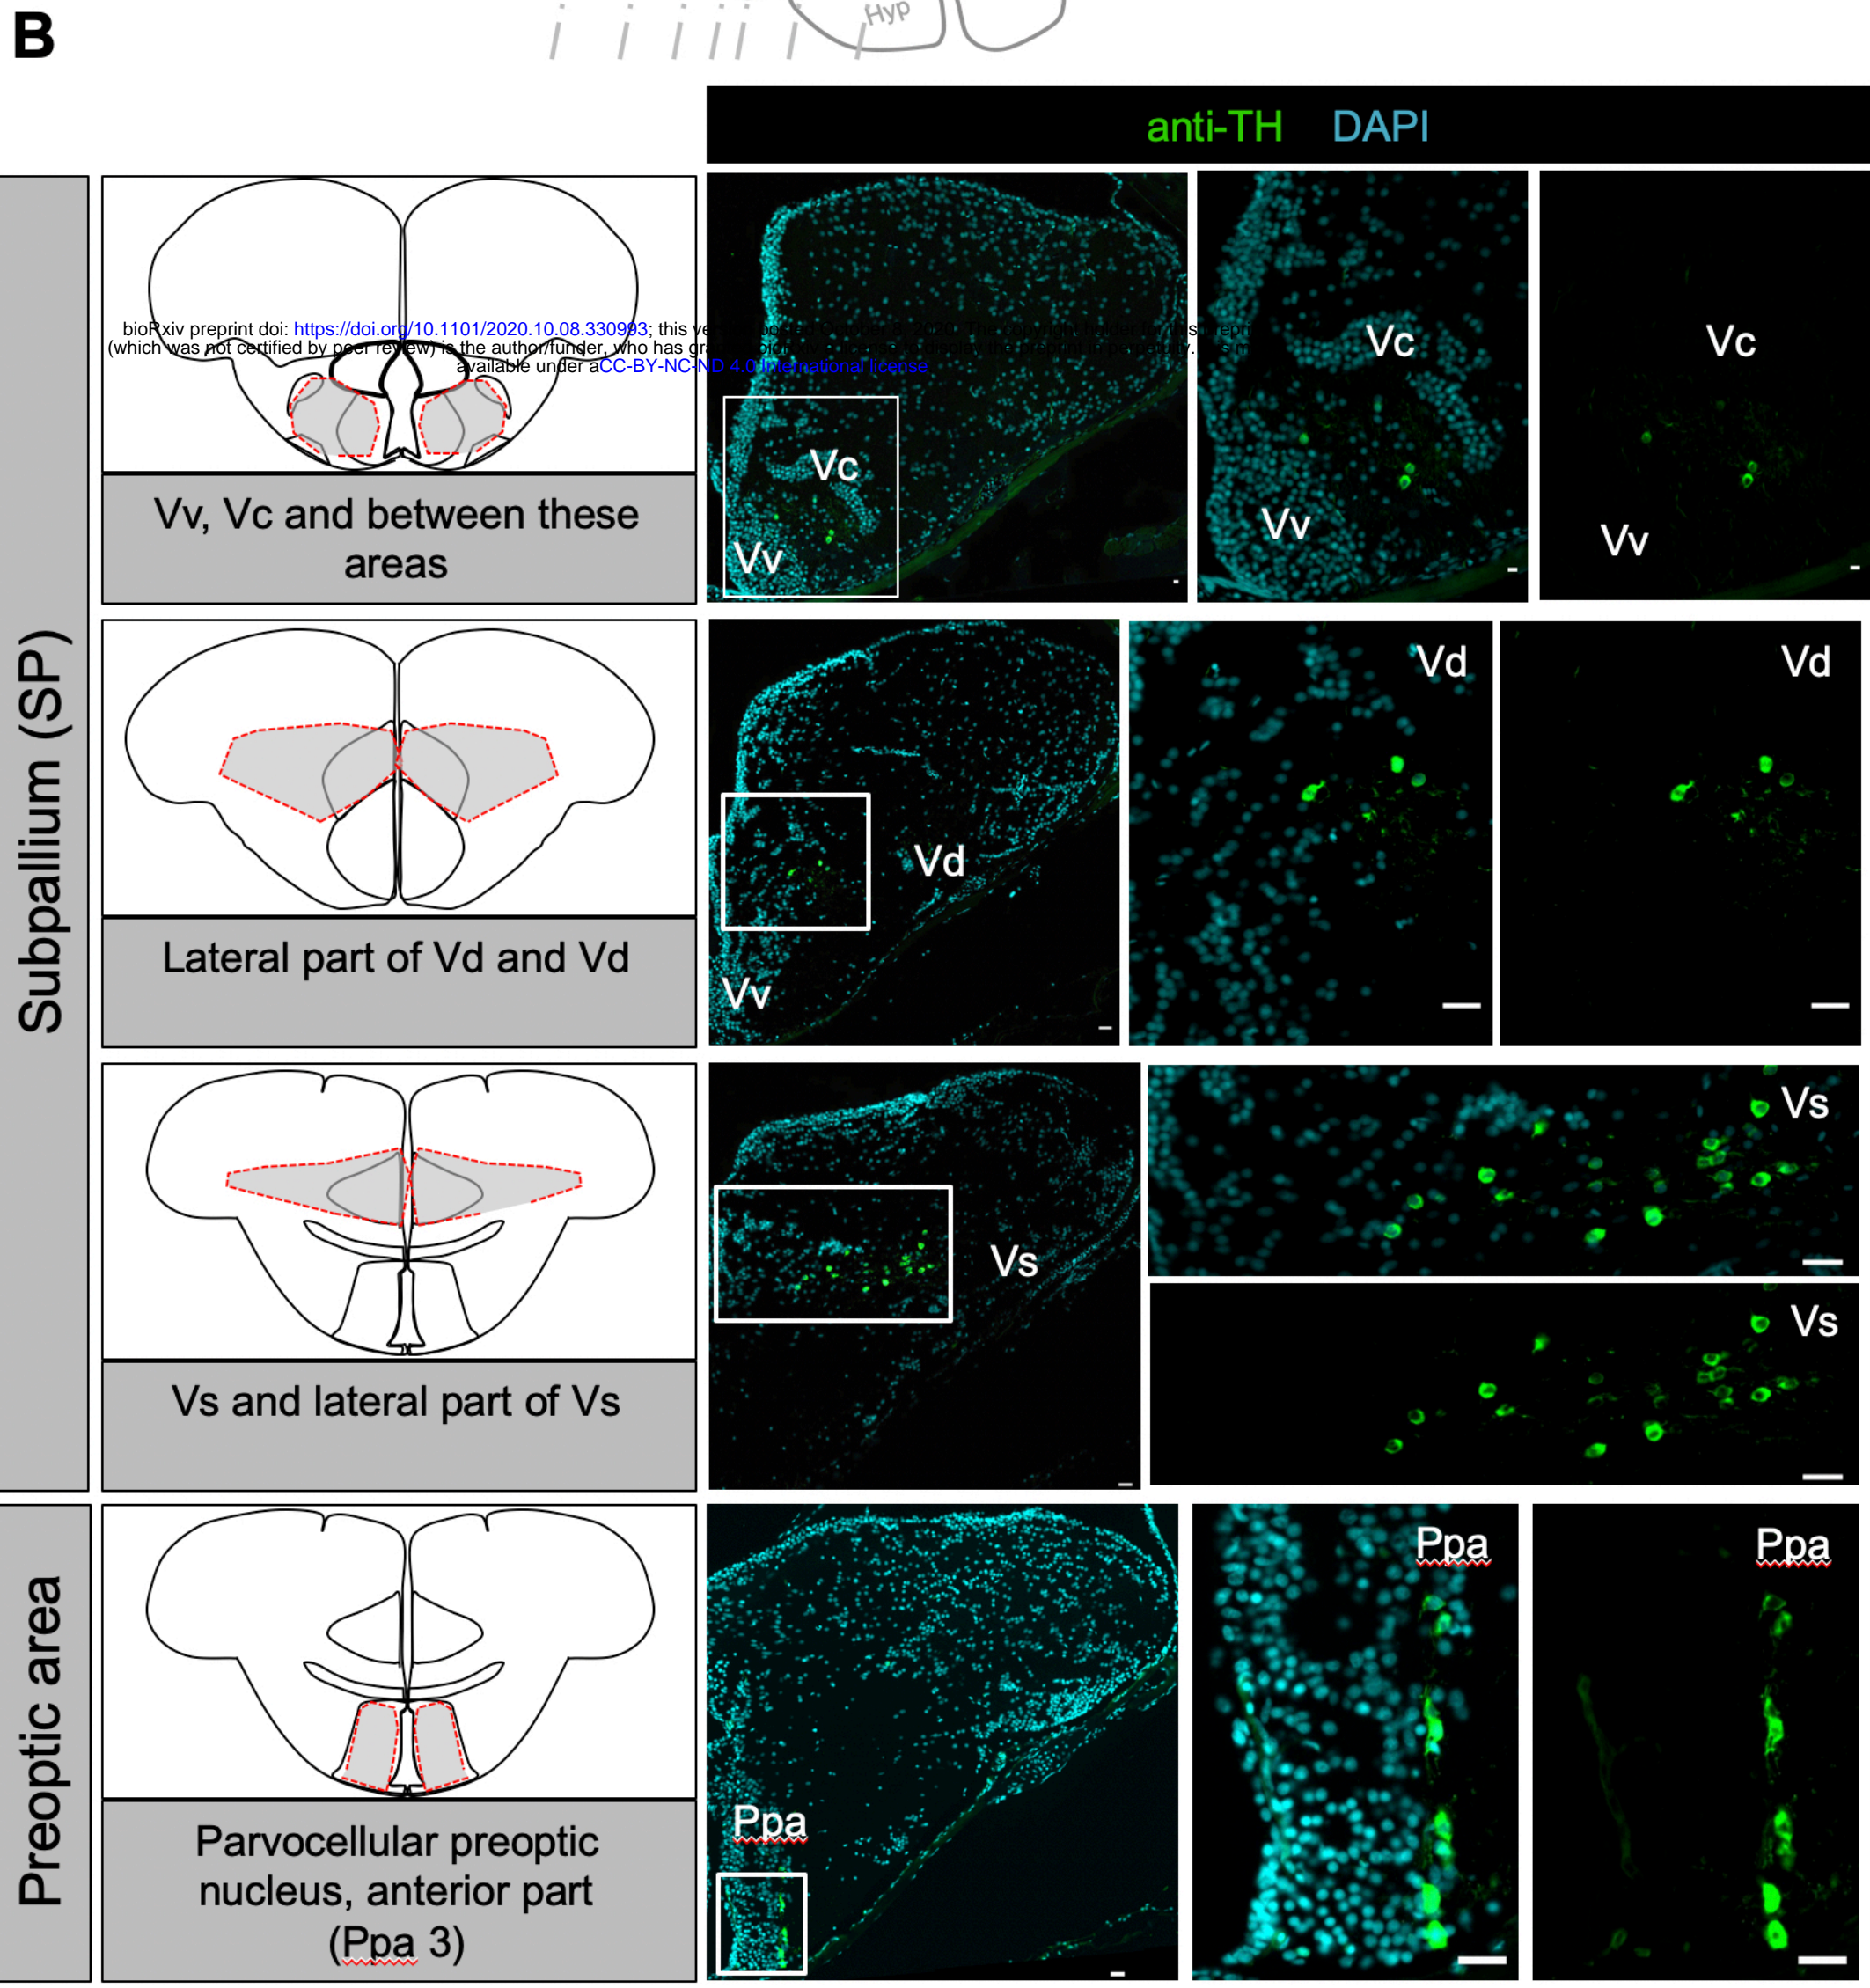 B
Hyp
anti-TH DAPI
Subpallium (SP)
bioRxiv preprint doi: https://doi.org/10.1101/2020.10.08.330993; this
(which was not certified by peer review) is the author/funder, who has
available under aCC-BY-NC-ND 4.0 International license
Vc
Vv
Vc
Vv
Vc
Vv
Vv, Vc and between these
areas
Vd
Vv
Vd
Vd
Lateral part of Vd and Vd
Vs
Vs
Vs
Vs and lateral part of Vs
Preoptic area
Ppa
Ppa
Ppa
Parvocellular preoptic
nucleus, anterior part
(Ppa 3)